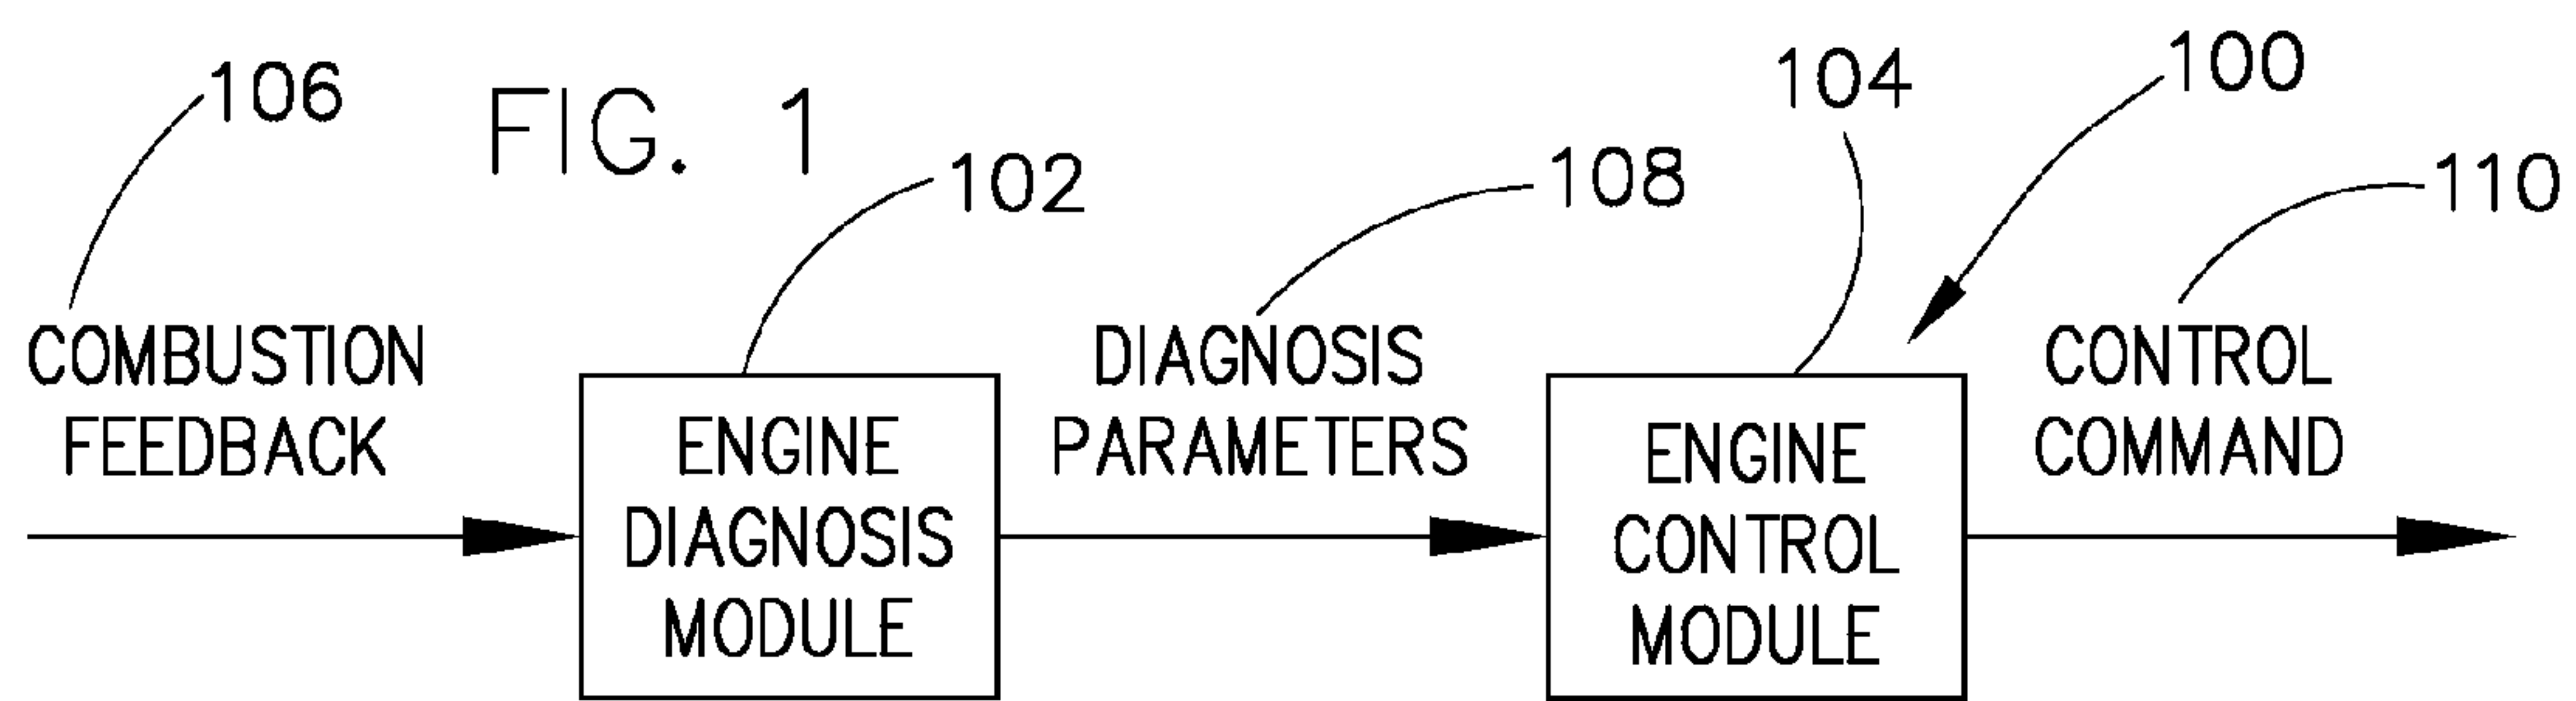 106
FIG. 1
102
108
104
100
110
COMBUSTION
FEEDBACK
ENGINE
DIAGNOSIS
MODULE
DIAGNOSIS
PARAMETERS
ENGINE
CONTROL
MODULE
CONTROL
COMMAND